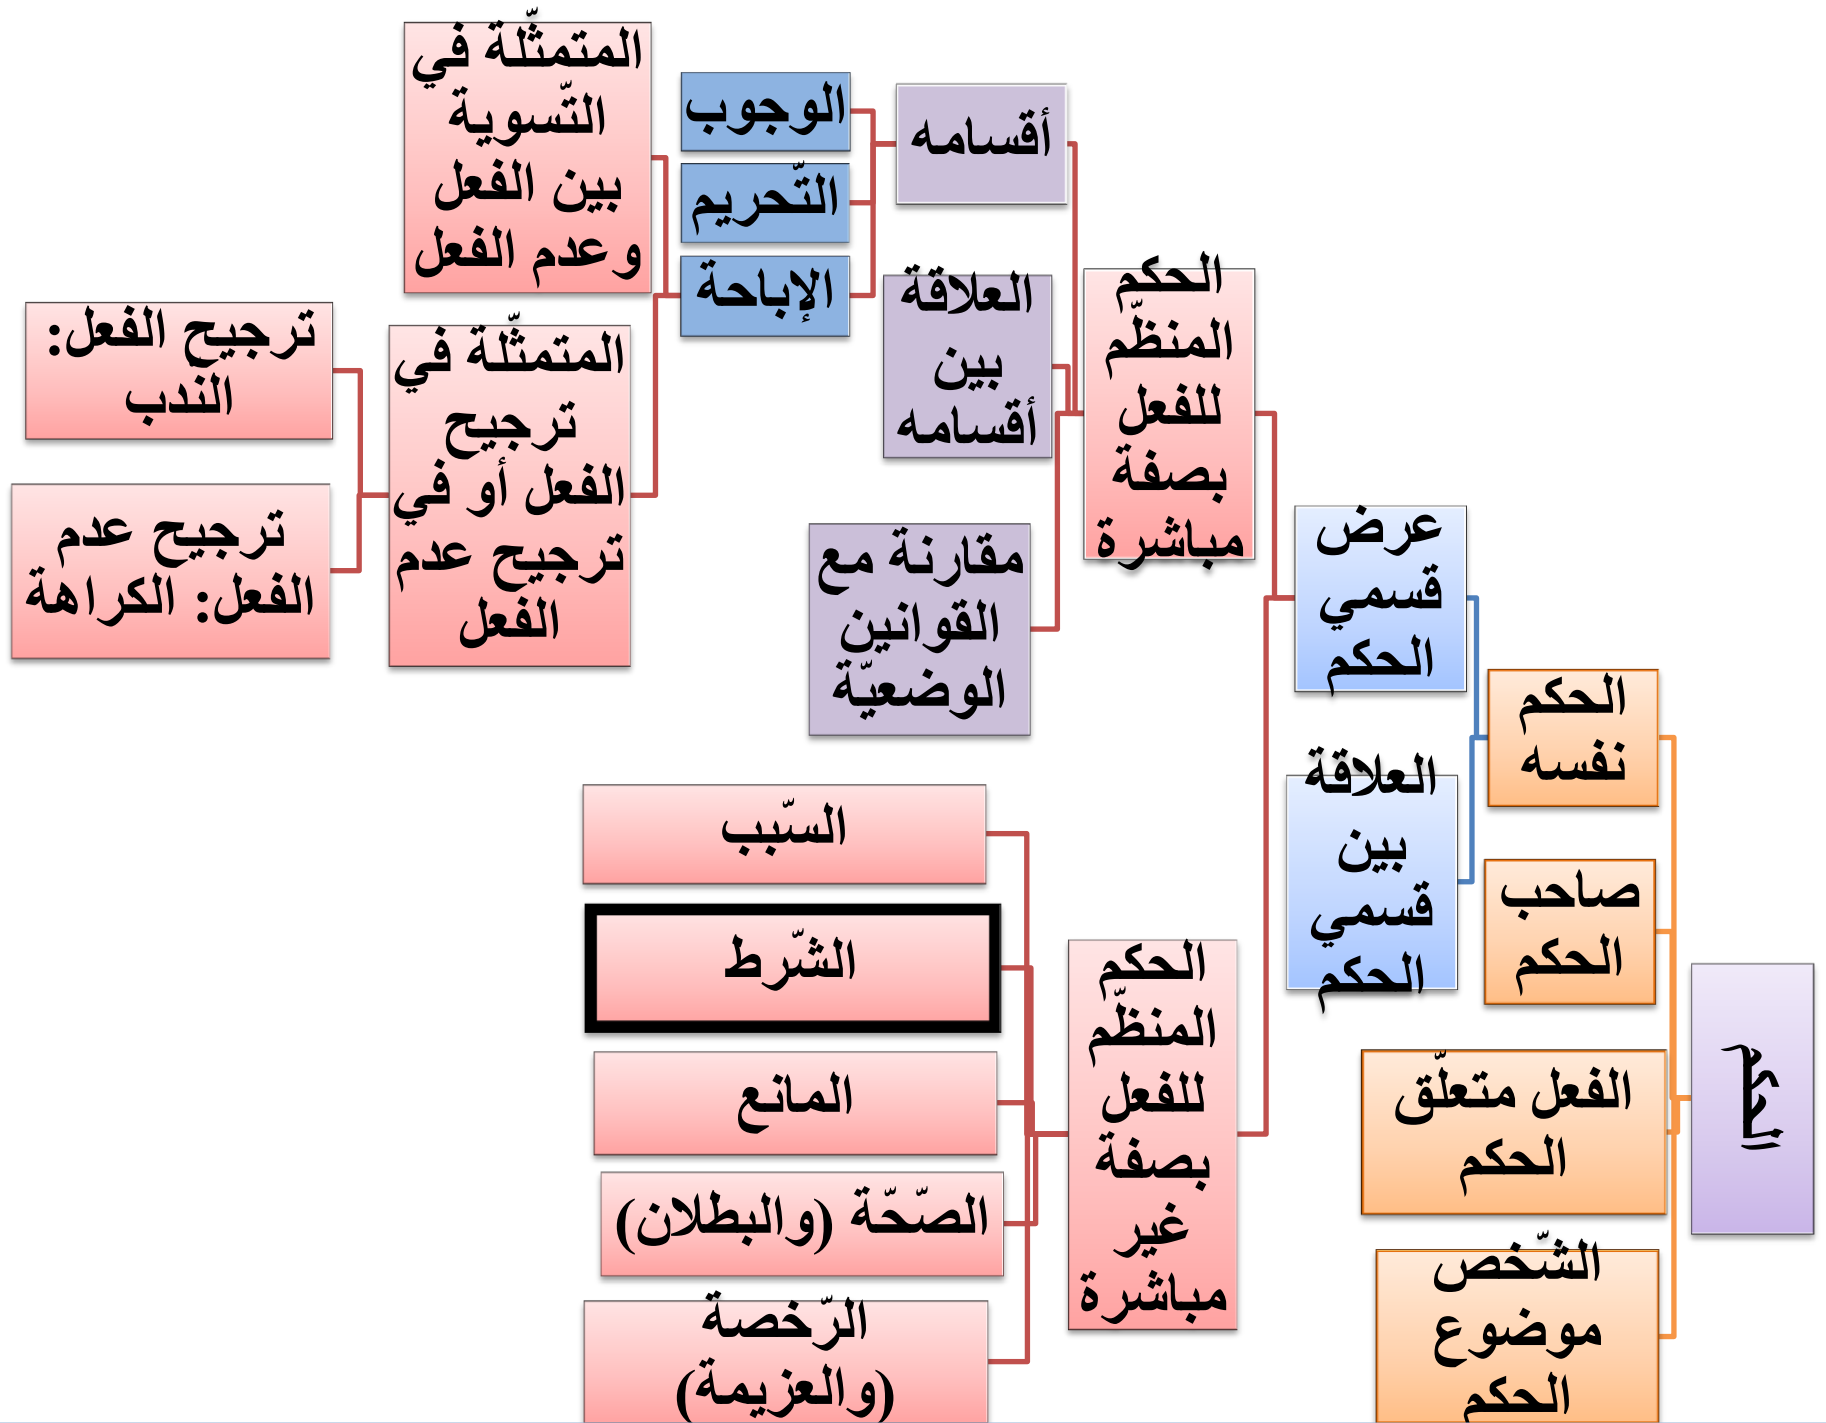 الحكم
الحكم
نفسه
صاحب
الحكم
الفعل متعلّق
الحكم
الشّخص
موضوع
الحكم
عرض
قسمي
الحكم
العلاقة
بين
قسمي
الحكم
الحكم
المنظّم
للفعل
بصفة
مباشرة
أقسامه
الوجوب
التّحريم
الإباحة
المتمثّلة في
التّسوية
بين الفعل
وعدم الفعل
المتمثّلة في
ترجيح
الفعل أو في
ترجيح عدم
الفعل
ترجيح الفعل:
النّدب
ترجيح عدم
الفعل: الكراهة
العلاقة
بين
أقسامه
مقارنة مع
القوانين
الوضعيّة
الحكم
المنظّم
للفعل
بصفة
غير
مباشرة
السّبب
الشّرط
المانع
الصّحّة (والبطلان)
الرّخصة
(والعزيمة)